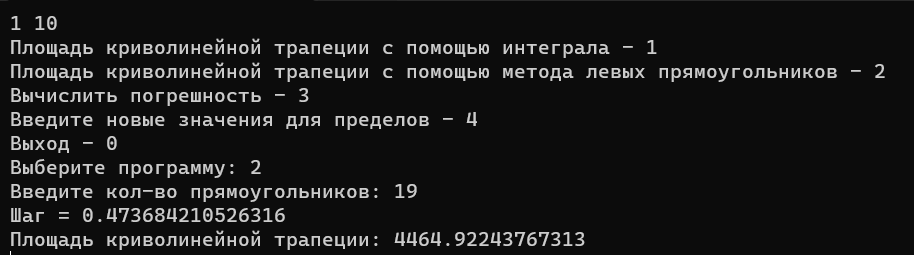 1 10
Площадь криволинейной трапеции с помощью интеграла - 1
Площадь криволинейной трапеции с помощью метода левых прямоугольников - 2
Вычислить погрешность - 3
Введите новые значения для пределов - 4
Выход - 0
Выберите программу: 2
Введите кол-во прямоугольников: 19
Шаг = 0.473684210526316
Площадь криволинейной трапеции: 4464.92243767313